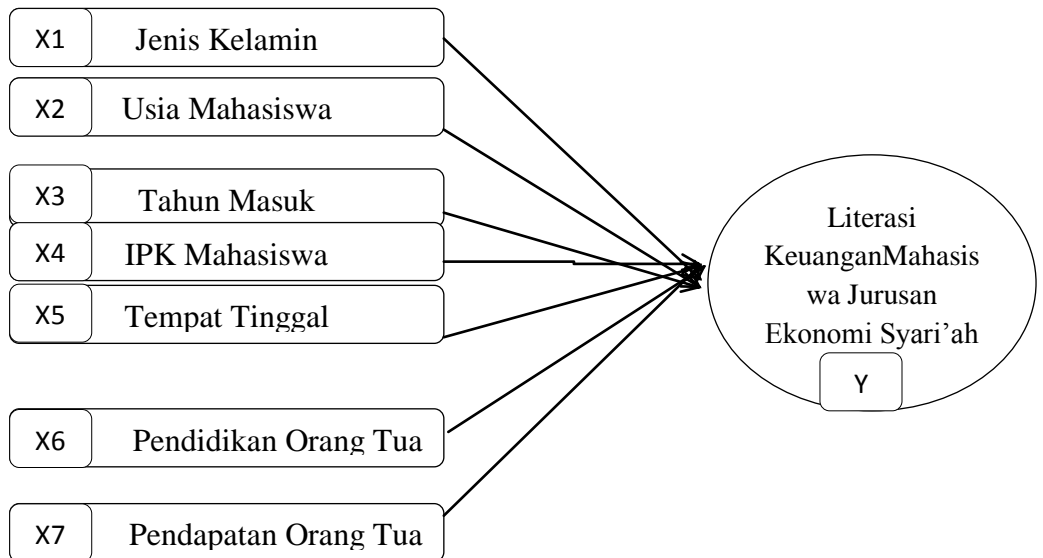 X1 Jenis Kelamin
X2 Usia Mahasiswa
X3 Tahun Masuk
X4 IPK Mahasiswa
X5 Tempat Tinggal
X6 Pendidikan Orang Tua
X7 Pendapatan Orang Tua
Literasi
KeuanganMahasis
wa Jurusan
Ekonomi Syari’ah
Y